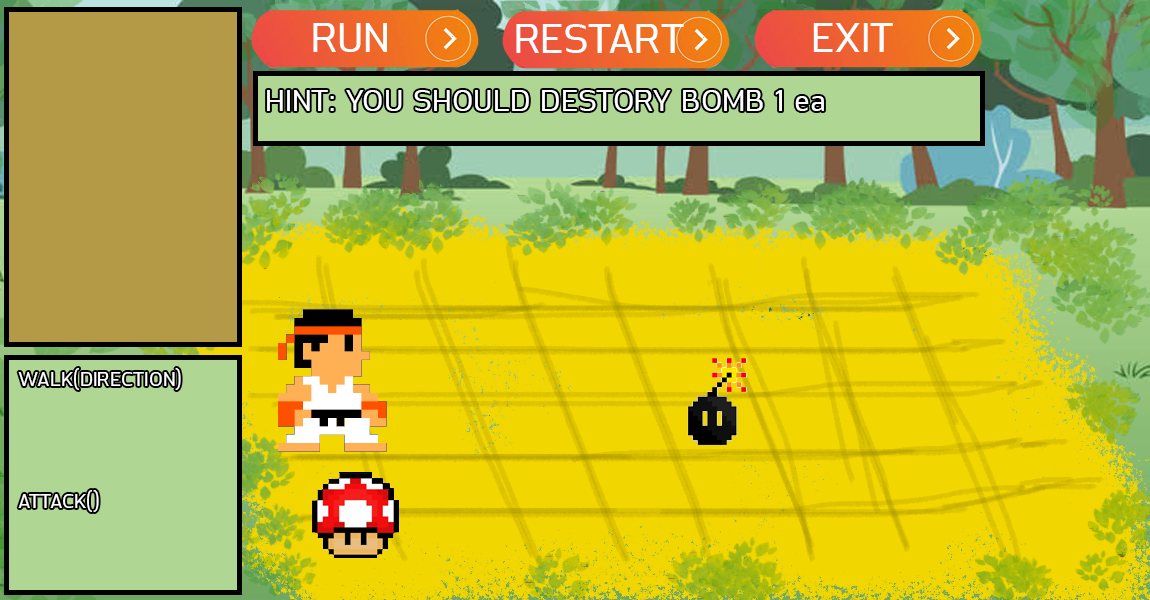 RUN
RESTART
EXIT
HINT: YOU SHOULD DESTORY BOMB 1 ea
WALK(DIRECTION)
ATTACK()